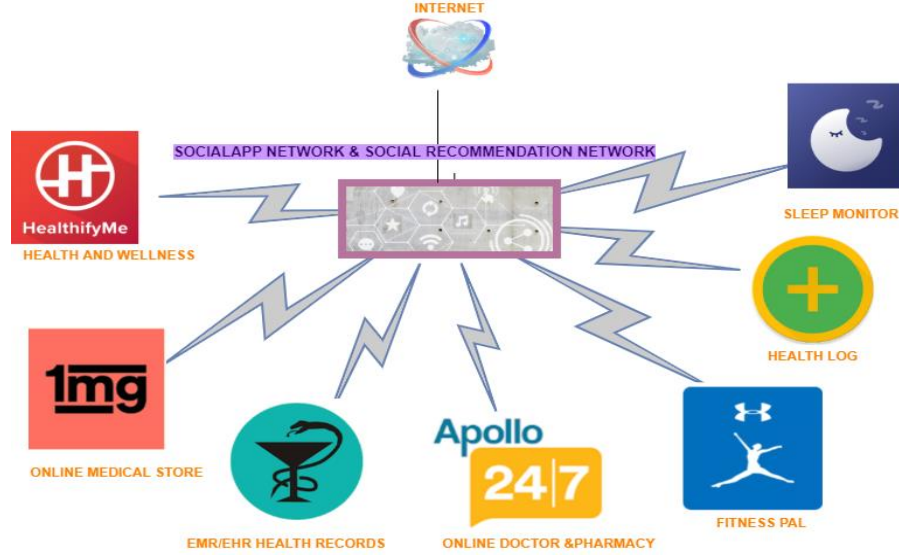 INTERNET
SOCIALAPP NETWORK & SOCIAL RECOMMENDATION NETWORK
HealthifyMe
HEALTH AND WELLNESS
SLEEP MONITOR
HEALTH LOG
1mg
ONLINE MEDICAL STORE
EMR/EHR HEALTH RECORDS
Apollo
24|7
ONLINE DOCTOR &PHARMACY
FITNESS PAL